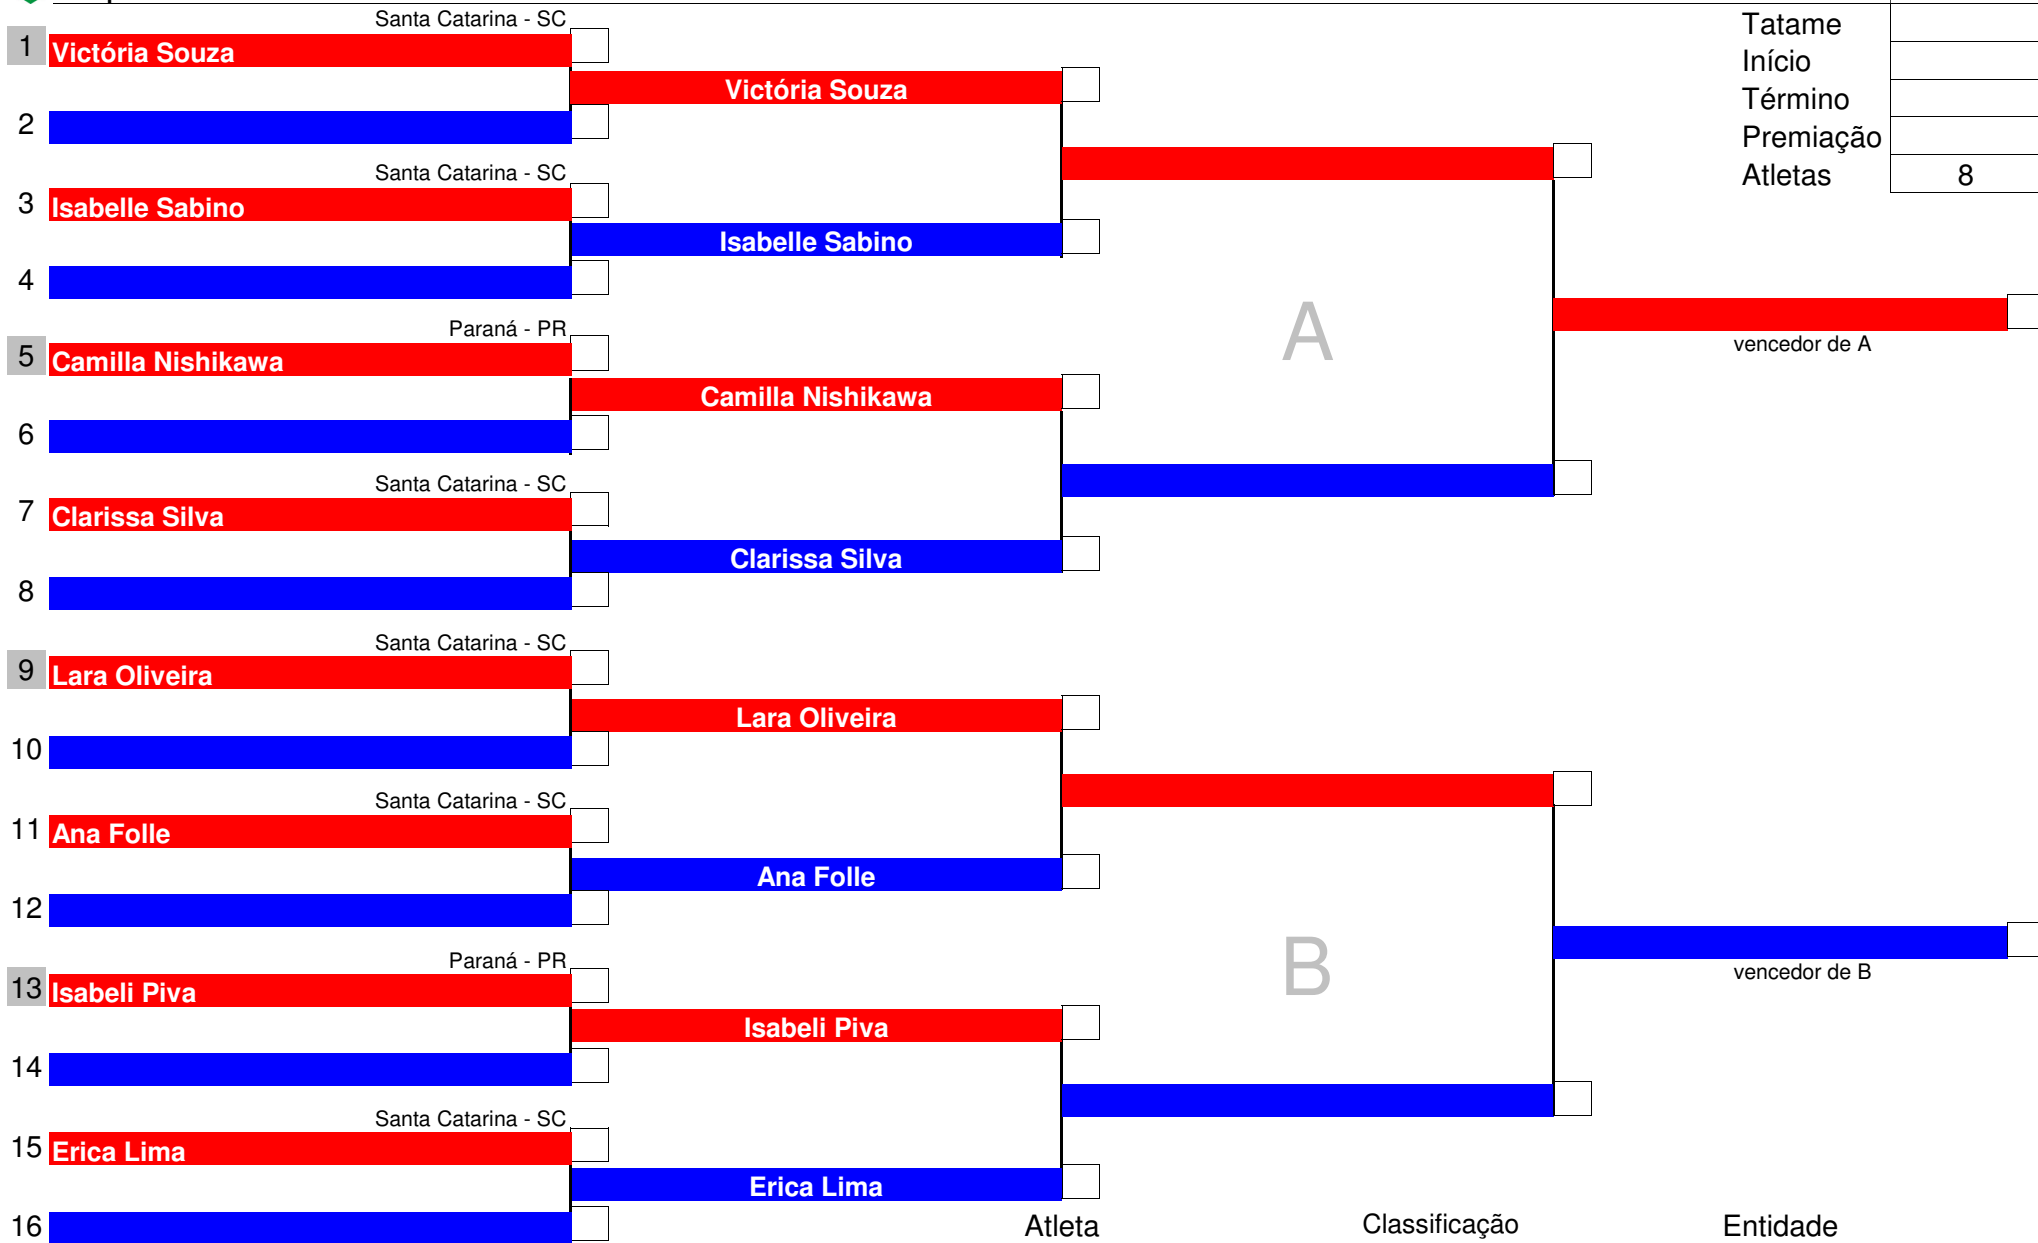 Santa Catarina - SC
Tatame
1 Victória Souza
Início
Victória Souza
Término
2
Premiação
Santa Catarina - SC
Atletas 8
3 Isabelle Sabino
Isabelle Sabino
4
A
Paraná - PR
vencedor de A
5 Camilla Nishikawa
Camilla Nishikawa
6
Santa Catarina - SC
7 Clarissa Silva
Clarissa Silva
8
Santa Catarina - SC
9 Lara Oliveira
Lara Oliveira
10
Santa Catarina - SC
11 Ana Folle
Ana Folle
12
B
Paraná - PR
vencedor de B
13 Isabeli Piva
Isabeli Piva
14
Santa Catarina - SC
15 Erica Lima
Erica Lima
16
Atleta Classificação Entidade